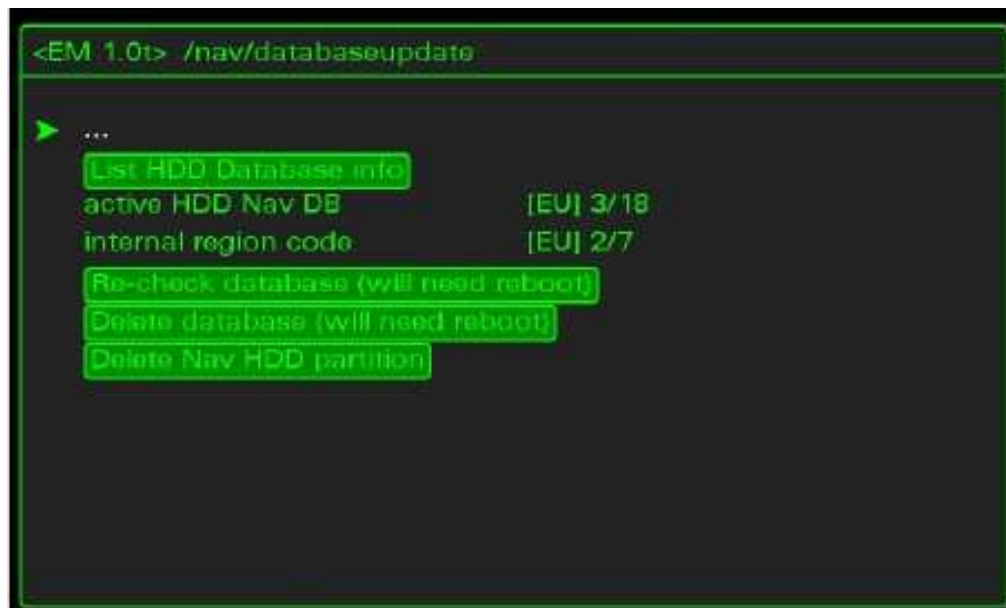 <EM 1.0t> /nav/databaseupdate
...
List HDD Database info
active HDD Nav DB [EU] 3/18
internal region code [EU] 2/7
Re-check database (will need reboot)
Delete database (will need reboot)
Delete Nav HDD partition